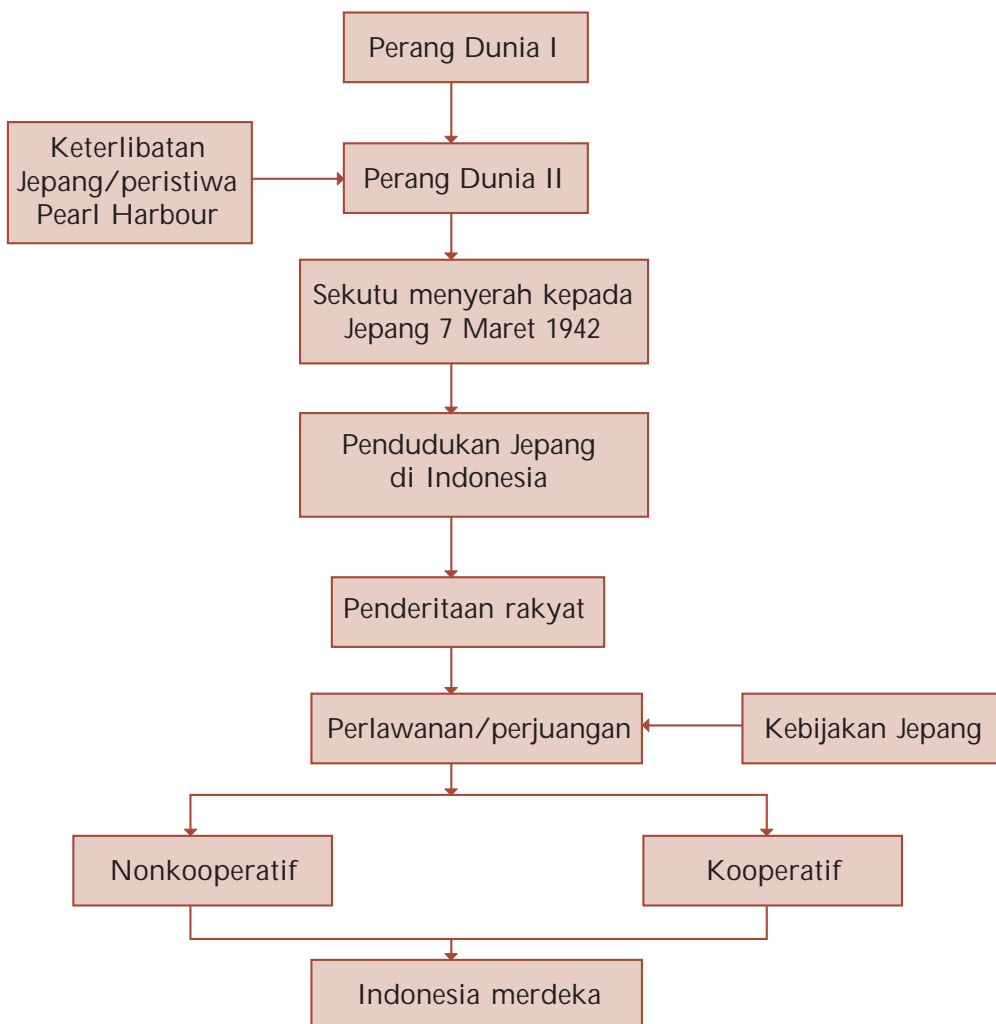 Perang Dunia I
Keterlibatan
Jepang/peristiwa
Pearl Harbour
Perang Dunia II
Sekutu menyerah kepada
Jepang 7 Maret 1942
Pendudukan Jepang
di Indonesia
Penderitaan rakyat
Perlawanan/perjuangan
Kebijakan Jepang
Nonkooperatif
Kooperatif
Indonesia merdeka